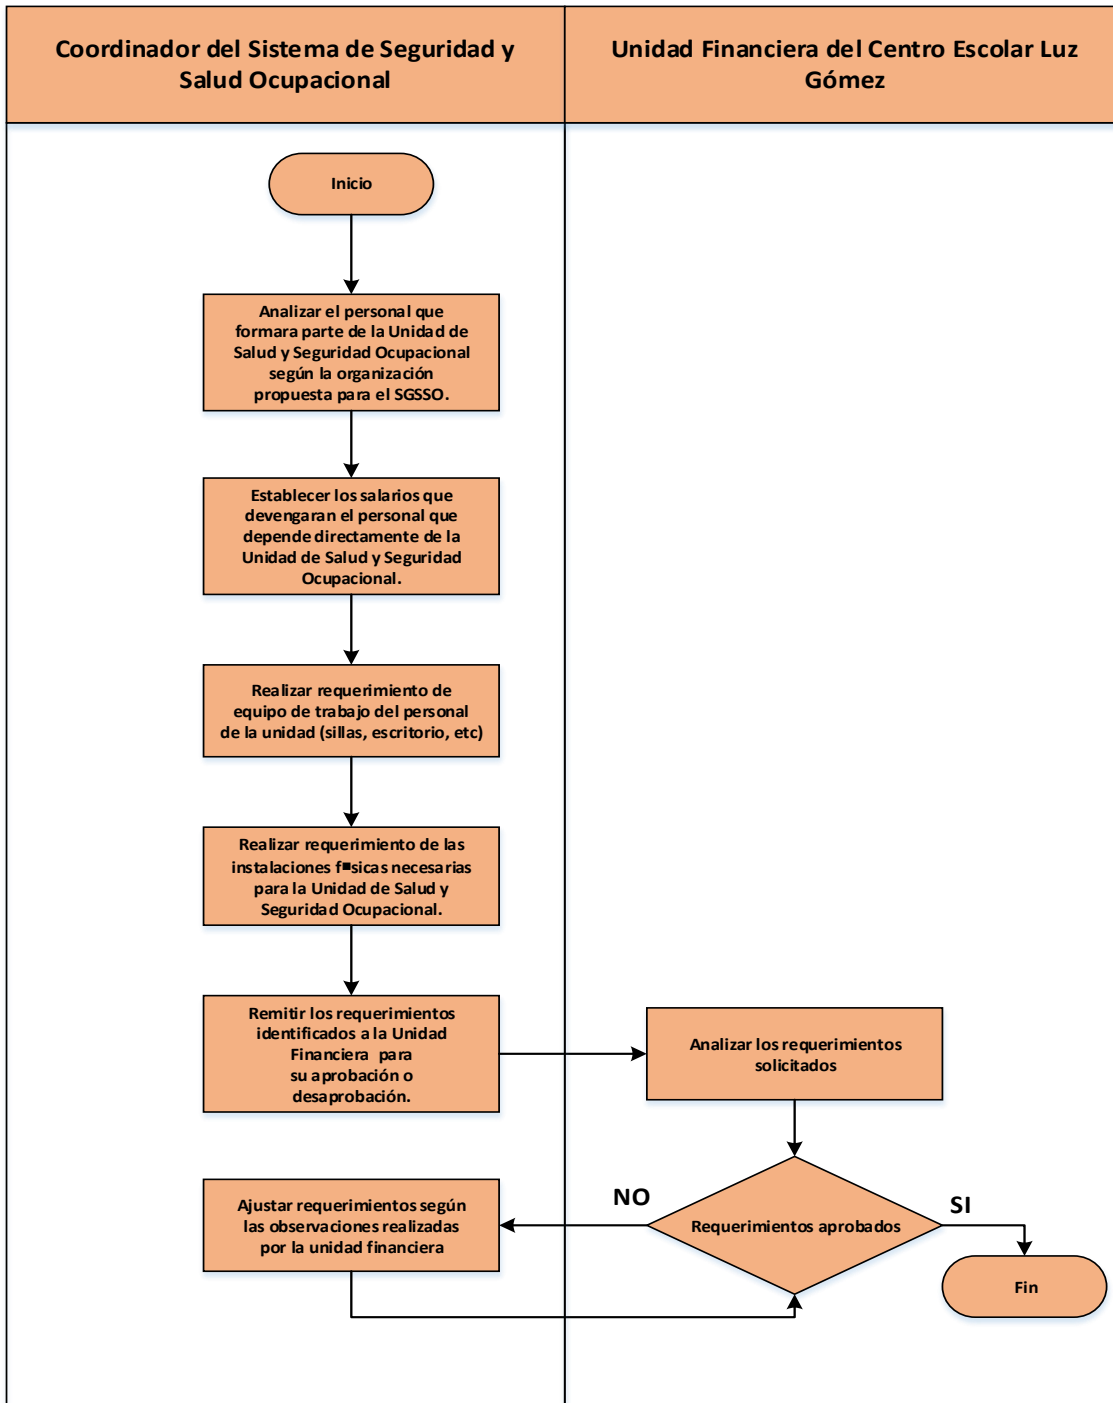 Coordinador del Sistema de Seguridad y
Salud Ocupacional
Unidad Financiera del Centro Escolar Luz
Gómez
Inicio
Analizar el personal que
formara parte de la Unidad de
Salud y Seguridad Ocupacional
según la organización
propuesta para el SGSSO.
Establecer los salarios que
devengaran el personal que
depende directamente de la
Unidad de Salud y Seguridad
Ocupacional.
Realizar requerimiento de
equipo de trabajo del personal
de la unidad (sillas, escritorio, etc)
Realizar requerimiento de las
instalaciones f■sicas necesarias
para la Unidad de Salud y
Seguridad Ocupacional.
Remitir los requerimientos
identificados a la Unidad
Financiera para
su aprobación o
desaprobación.
Analizar los requerimientos
solicitados
Ajustar requerimientos según
las observaciones realizadas
por la unidad financiera
NO
Requerimientos aprobados
SI
Fin